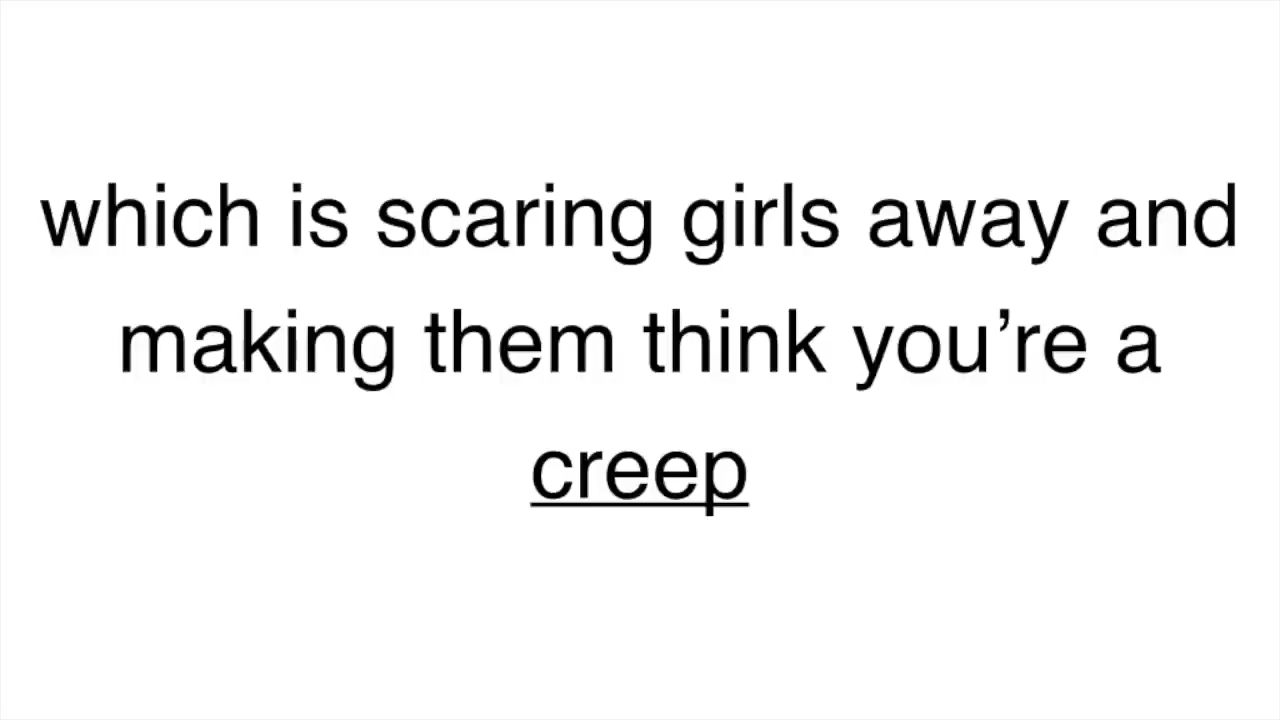 which is scaring girls away and
making them think you’re a
creep